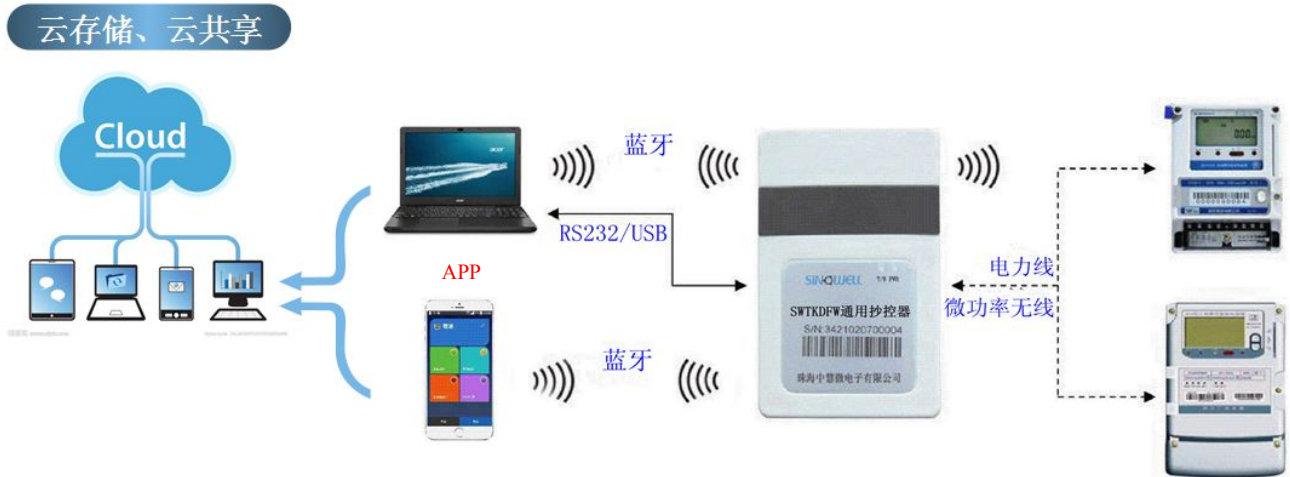 云存储、云共享
Cloud
acer
蓝牙
RS232/USB
APP
蓝牙
SINOWELL
SWTKDFW通用抄控器
S/N:3421020700004
珠海中慧微电子有限公司
电力线
微功率无线